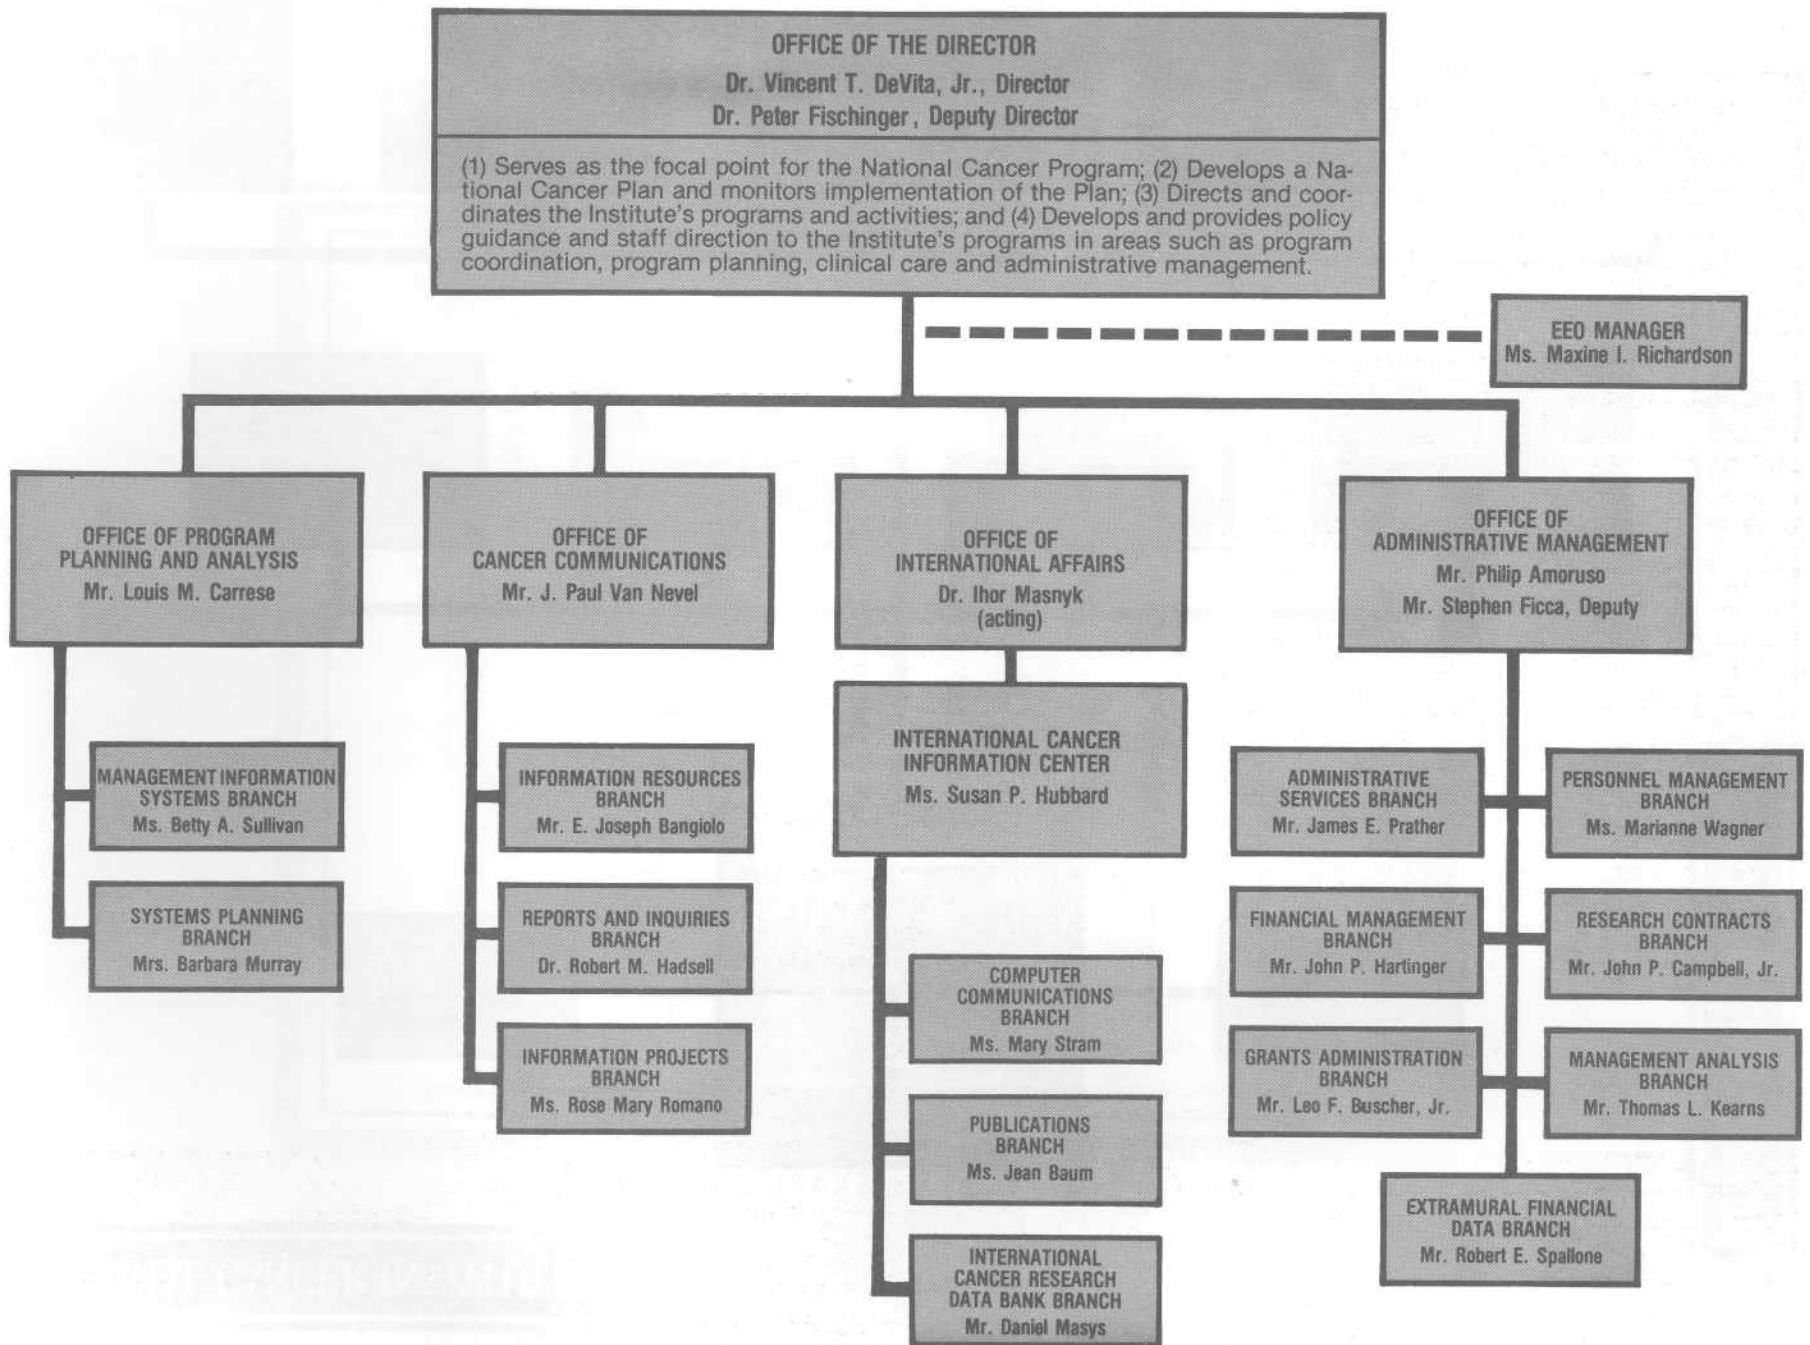 OFFICE OF THE DIRECTOR
Dr. Vincent T. DeVita, Jr., Director
Dr. Peter Fischinger, Deputy Director
(1) Serves as the focal point for the National Cancer Program; (2) Develops a Na-
tional Cancer Plan and monitors implementation of the Plan; (3) Directs and coor-
dinates the Institute's programs and activities; and (4) Develops and provides policy
guidance and staff direction to the Institute's programs in areas such as program
coordination, program planning, clinical care and administrative management.
EEO MANAGER
Ms. Maxine I. Richardson
OFFICE OF PROGRAM
PLANNING AND ANALYSIS
Mr. Louis M. Carrese
MANAGEMENT INFORMATION
SYSTEMS BRANCH
Ms. Betty A. Sullivan
SYSTEMS PLANNING
BRANCH
Mrs. Barbara Murray
OFFICE OF
CANCER COMMUNICATIONS
Mr. J. Paul Van Nevel
INFORMATION RESOURCES
BRANCH
Mr. E. Joseph Bangiolo
REPORTS AND INQUIRIES
BRANCH
Dr. Robert M. Hadsell
INFORMATION PROJECTS
BRANCH
Ms. Rose Mary Romano
OFFICE OF
INTERNATIONAL AFFAIRS
Dr. Ihor Masnyk
(acting)
INTERNATIONAL CANCER
INFORMATION CENTER
Ms. Susan P. Hubbard
COMPUTER
COMMUNICATIONS
BRANCH
Ms. Mary Stram
PUBLICATIONS
BRANCH
Ms. Jean Baum
INTERNATIONAL
CANCER RESEARCH
DATA BANK BRANCH
Mr. Daniel Masys
OFFICE OF
ADMINISTRATIVE MANAGEMENT
Mr. Philip Amoruso
Mr. Stephen Ficca, Deputy
ADMINISTRATIVE
SERVICES BRANCH
Mr. James E. Prather
PERSONNEL MANAGEMENT
BRANCH
Ms. Marianne Wagner
FINANCIAL MANAGEMENT
BRANCH
Mr. John P. Hartinger
RESEARCH CONTRACTS
BRANCH
Mr. John P. Campbell, Jr.
GRANTS ADMINISTRATION
BRANCH
Mr. Leo F. Buscher, Jr.
MANAGEMENT ANALYSIS
BRANCH
Mr. Thomas L. Kearns
EXTRAMURAL FINANCIAL
DATA BRANCH
Mr. Robert E. Spallone